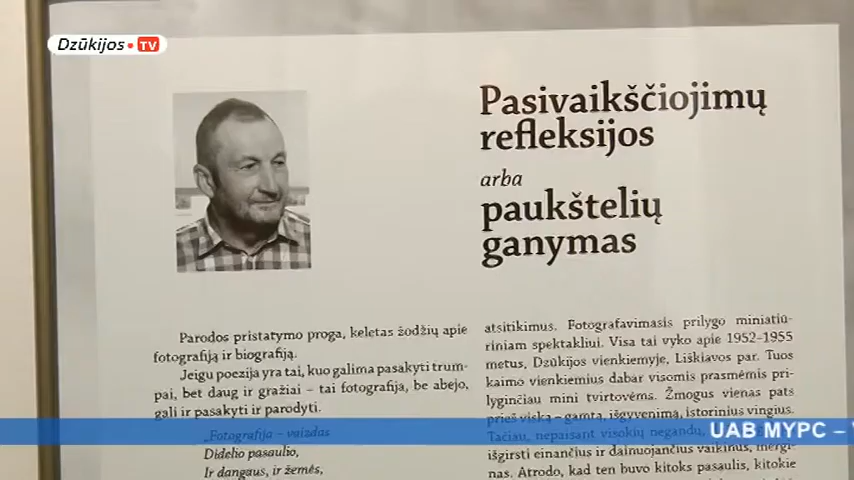 Dzūkijos TV
Pasivaikščiojimų
refleksijos
arba
paukštelių
ganymas
Parodos pristatymo proga, keletas žodžių apie
fotografiją ir biografiją.
Jeigu poezija yra tai, kuo galima pasakyti trum-
pai, bet daug ir gražiai – tai fotografija, be abejo,
gali ir pasakyti ir parodyti.
„Fotografija – vaizdas
Didelio pasaulio,
Ir dangaus, ir žemės,
atsitikimus. Fotografavimasis prilygo miniatiū-
riniam spektakliui. Visa tai vyko apie 1952–1955
metus, Dzūkijos vienkiemyje, Liškiavos par. Tuos
kaimo vienkiemius dabar visomis prasmėmis pri-
lyginčiau mini tvirtovėms. Žmogus vienas pats
prieš viską – gamtą, išgyvenimą, istorinius vingius.
Tačiau, nepaisant visokių negandų,
išgirsti einančius ir dainuojančius vaikinus, mergi-
nas. Atrodo, kad ten buvo kitoks pasaulis, kitokie
UAB MYPC –